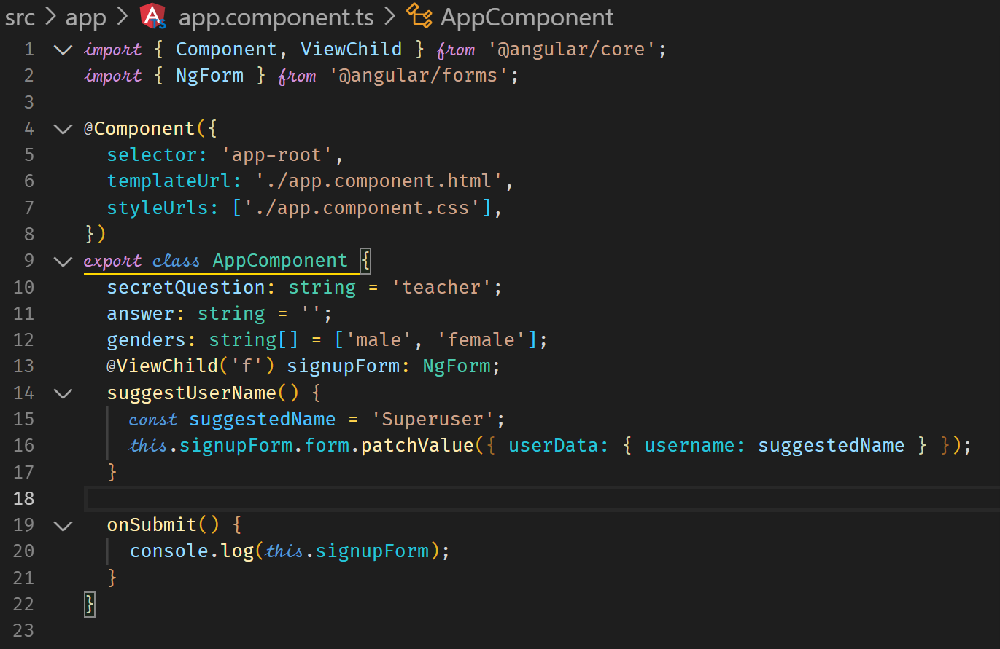 src > app > app.component.ts > AppComponent
1 import { Component, ViewChild } from '@angular/core';
2 import { NgForm } from '@angular/forms';
3
4 @Component({
5   selector: 'app-root',
6   templateUrl: './app.component.html',
7   styleUrls: ['./app.component.css'],
8 })
9 export class AppComponent {
10   secretQuestion: string = 'teacher';
11   answer: string = '';
12   genders: string[] = ['male', 'female'];
13   @ViewChild('f') signupForm: NgForm;
14   suggestUserName() {
15     const suggestedName = 'Superuser';
16     this.signupForm.form.patchValue({ userData: { username: suggestedName } });
17   }
18
19   onSubmit() {
20     console.log(this.signupForm);
21   }
22 }
23